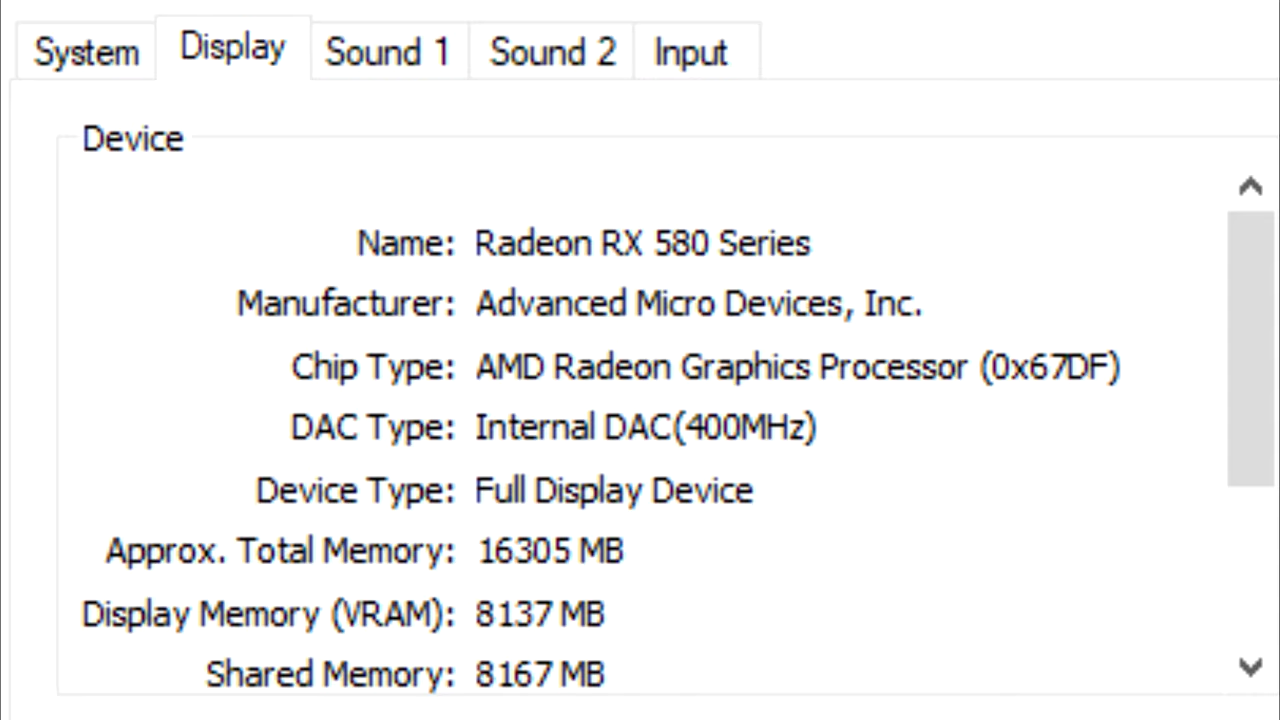 System Display Sound 1 Sound 2 Input
Device
Name: Radeon RX 580 Series
Manufacturer: Advanced Micro Devices, Inc.
Chip Type: AMD Radeon Graphics Processor (0x67DF)
DAC Type: Internal DAC(400MHz)
Device Type: Full Display Device
Approx. Total Memory: 16305 MB
Display Memory (VRAM): 8137 MB
Shared Memory: 8167 MB